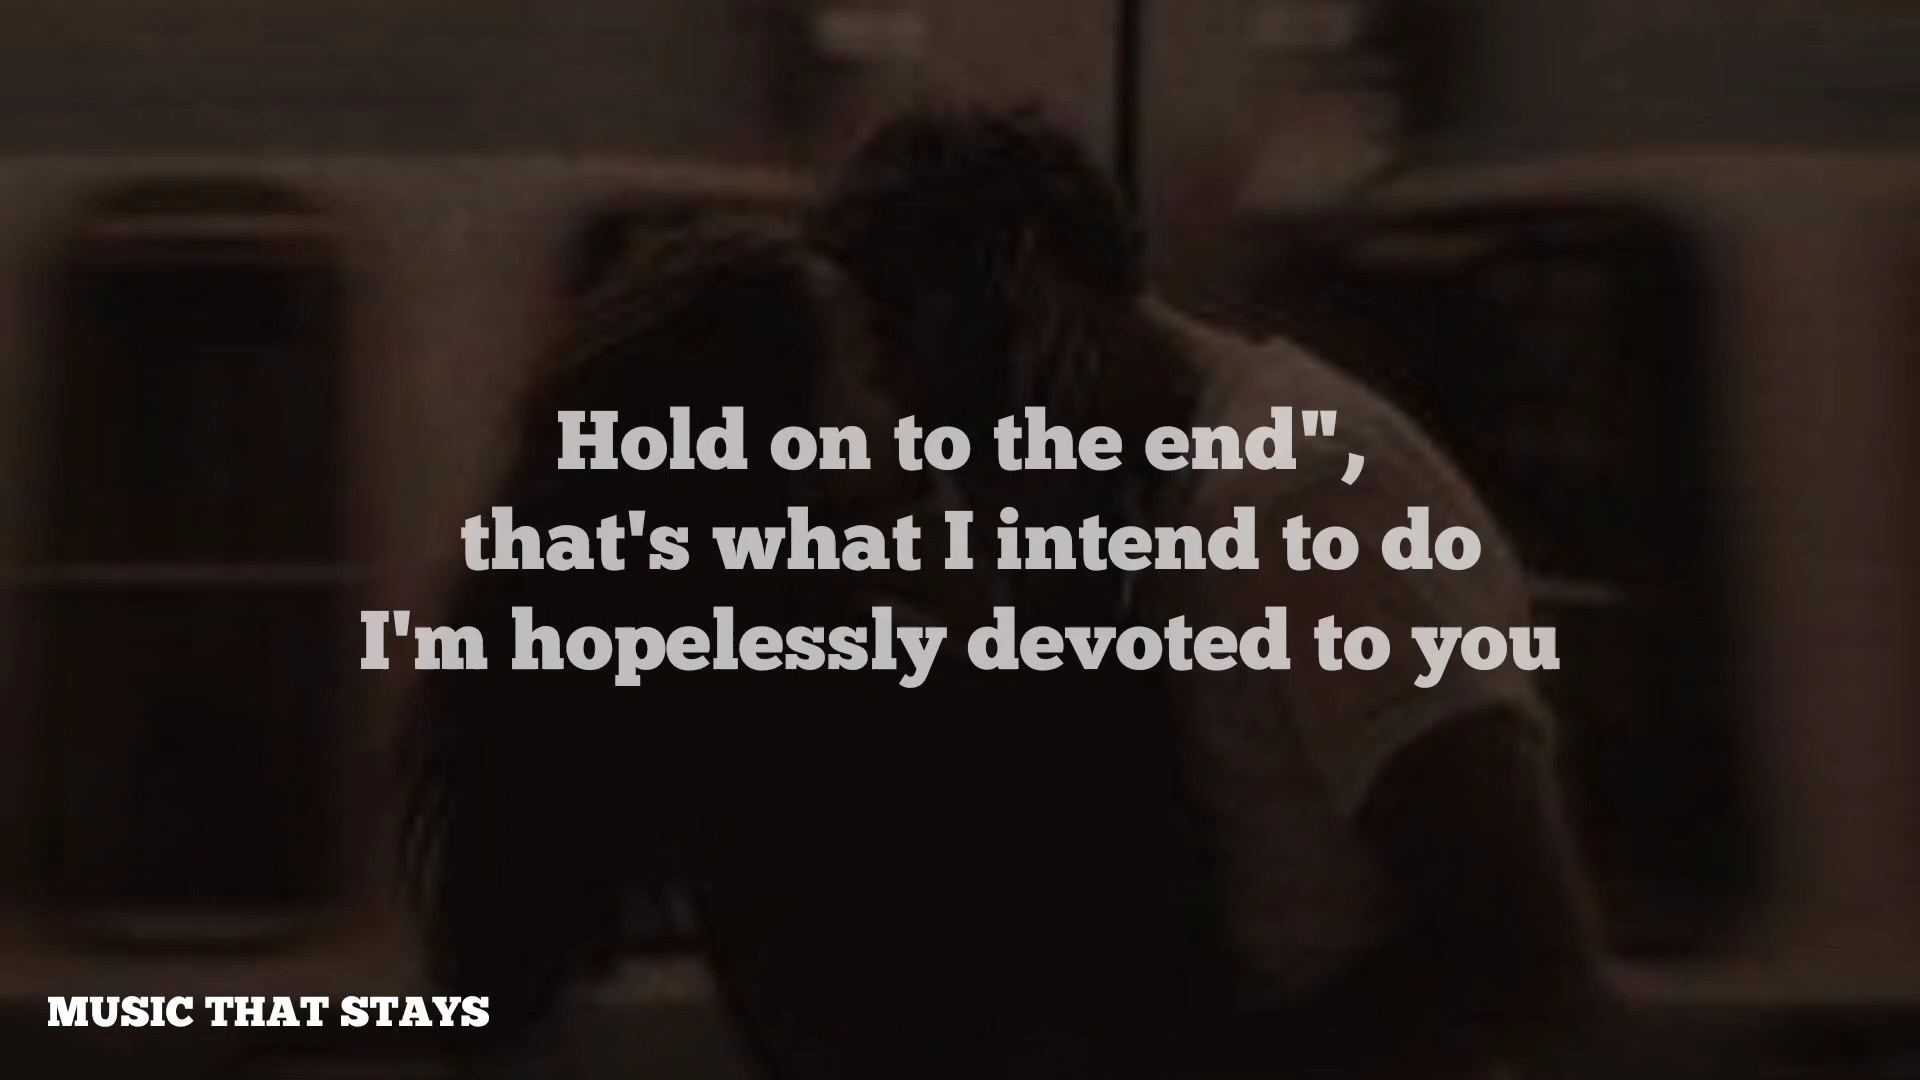 Hold on to the end",
that's what I intend to do
I'm hopelessly devoted to you
MUSIC THAT STAYS